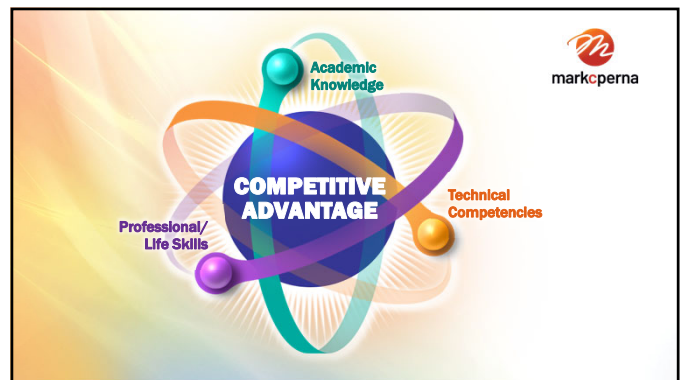 Academic
Knowledge
markcperna
COMPETITIVE
ADVANTAGE
Technical
Competencies
Professional/
Life Skills